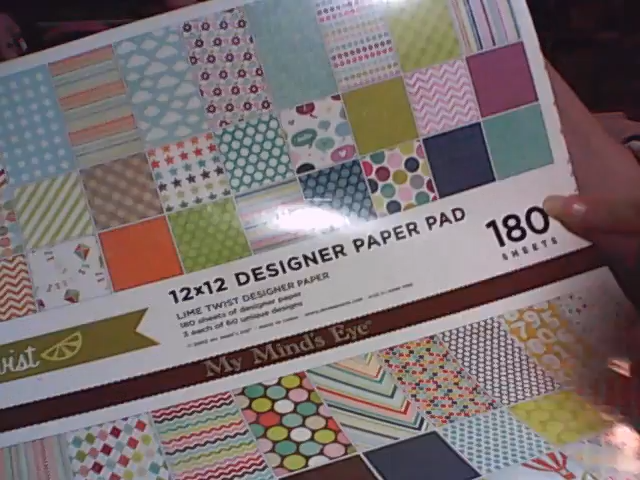 12x12 DESIGNER PAPER PAD
180
SHEETS
LIME TWIST DESIGNER PAPER
180 sheets of designer paper
3 each of 60 unique designs
My Mind's Eye